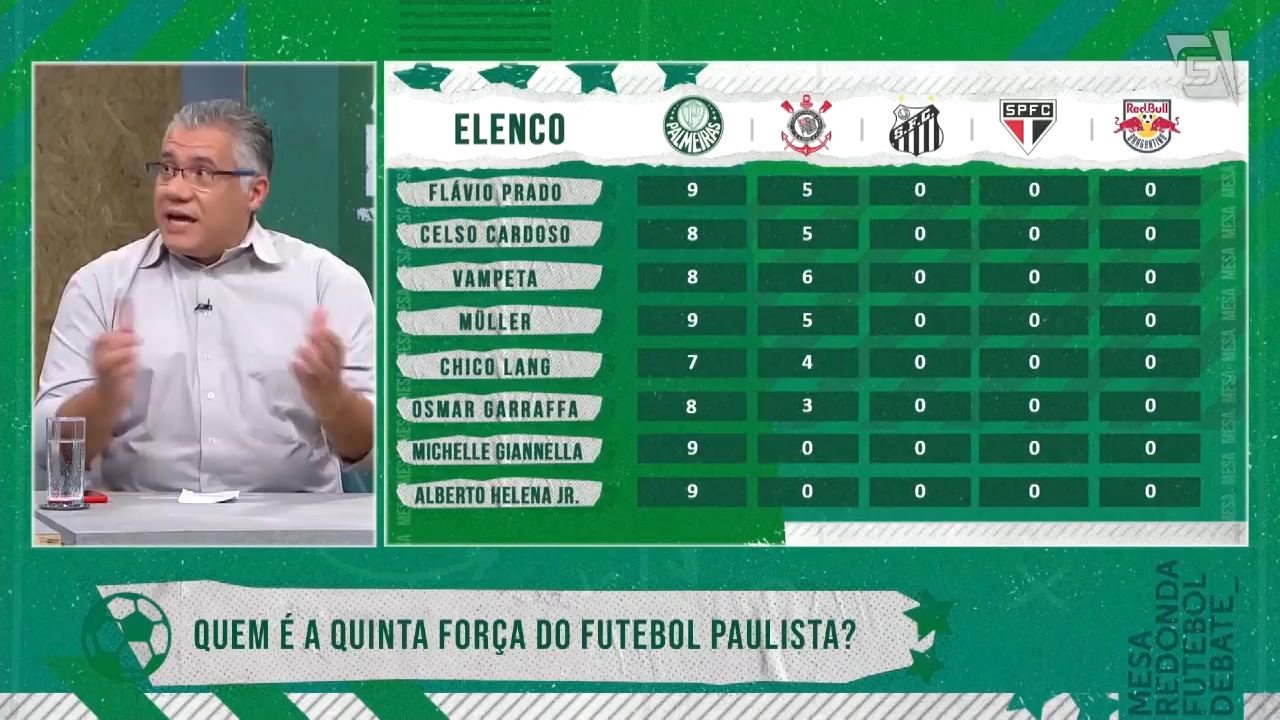 ELENCO
PALMEIRAS
S.F.C.
SPFC
RedBull
BRAGANTINO
FLÁVIO PRADO 9 5 0 0 0
CELSO CARDOSO 8 5 0 0 0
VAMPETA 8 6 0 0 0
MÜLLER 9 5 0 0 0
CHICO LANG 7 4 0 0 0
OSMAR GARRAFFA 8 3 0 0 0
MICHELLE GIANNELLA 9 0 0 0 0
ALBERTO HELENA JR. 9 0 0 0 0
QUEM É A QUINTA FORÇA DO FUTEBOL PAULISTA?
MESA
REDONDA
FUTEBOL
DEBATE_